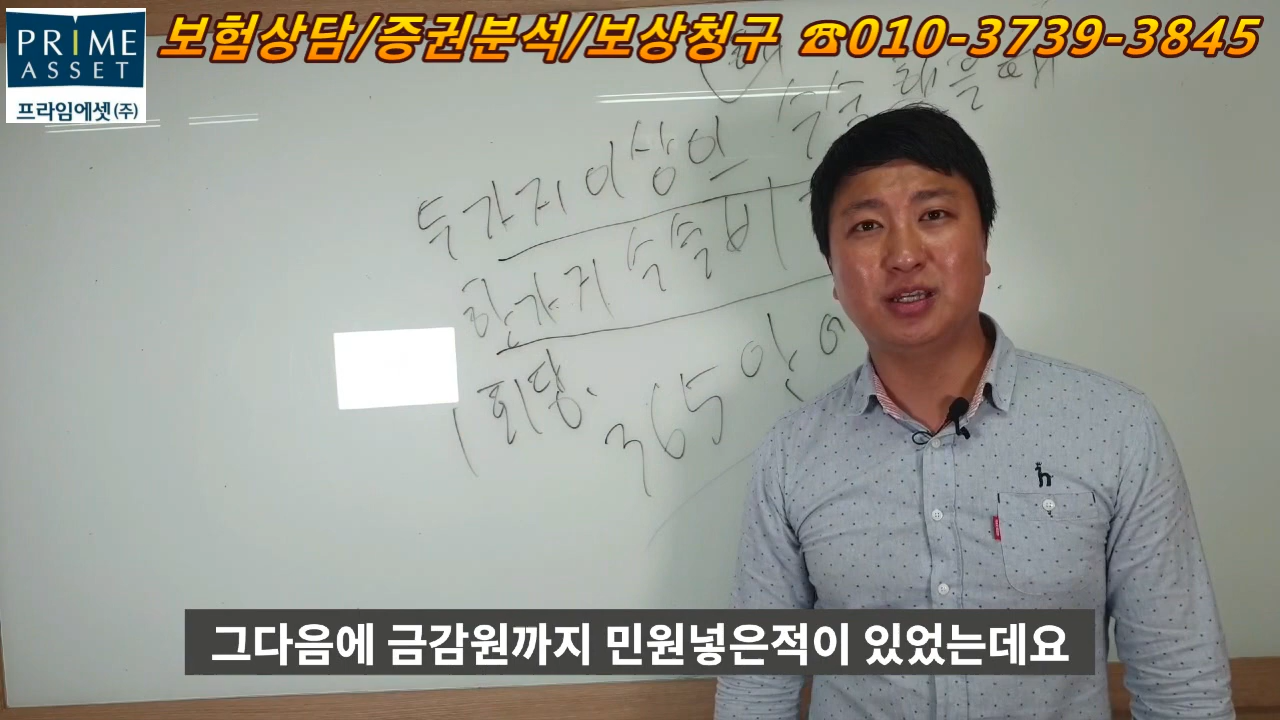 PRIME
ASSET
프라임에셋(주)
보험상담/증권분석/보상청구 ☎010-3739-3845
두가지 이상의 수술
한가지 수술비
1회당.
365일
h
그다음에 금감원까지 민원넣은적이 있었는데요